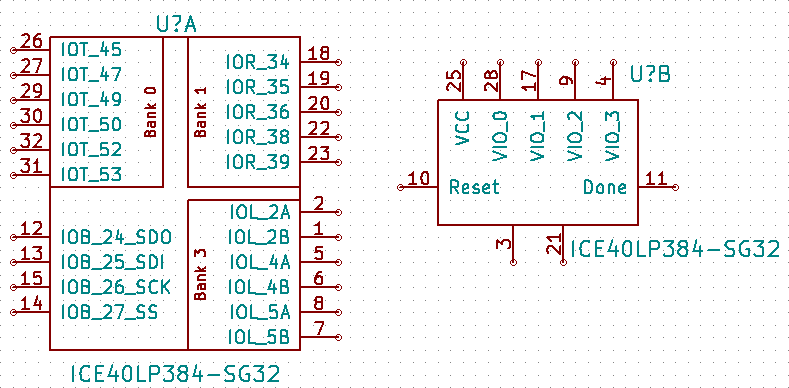 U?A
26 IOT_45
27 IOT_47
29 IOT_49
30 IOT_50
32 IOT_52
31 IOT_53
Bank 0
Bank 1
IOR_34 18
IOR_35 19
IOR_36 20
IOR_38 22
IOR_39 23
12 IOB_24_SDO
13 IOB_25_SDI
15 IOB_26_SCK
14 IOB_27_SS
Bank 3
IOL_2A 2
IOL_2B 1
IOL_4A 5
IOL_4B 6
IOL_5A 8
IOL_5B 7
ICE40LP384-SG32
U?B
25 VCC
28 VIO_0
17 VIO_1
9 VIO_2
4 VIO_3
10 Reset
Done 11
3
21
ICE40LP384-SG32